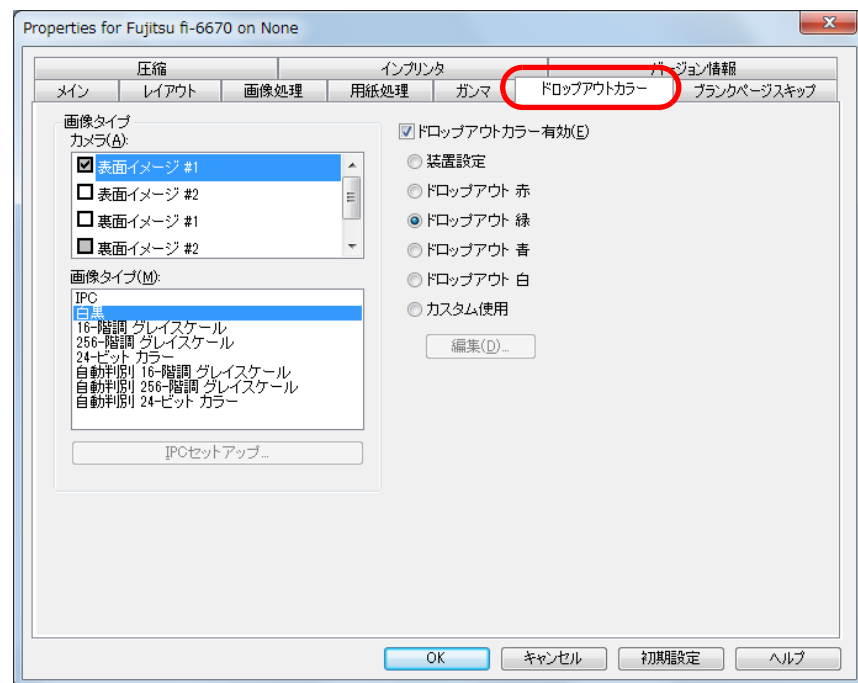 Properties for Fujitsu fi-6670 on None
圧縮
インプリンタ
バージョン情報
メイン
レイアウト
画像処理
用紙処理
ガンマ
ドロップアウトカラー
ブランクページスキップ
画像タイプ
カメラ(A):
表面イメージ #1
表面イメージ #2
裏面イメージ #1
裏面イメージ #2
画像タイプ(M):
IPC
白黒
16-階調 グレイスケール
256-階調 グレイスケール
24-ビット カラー
自動判別 16-階調 グレイスケール
自動判別 256-階調 グレイスケール
自動判別 24-ビット カラー
IPCセットアップ...
ドロップアウトカラー有効(E)
装置設定
ドロップアウト 赤
ドロップアウト 緑
ドロップアウト 青
ドロップアウト 白
カスタム使用
編集(D)...
OK
キャンセル
初期設定
ヘルプ